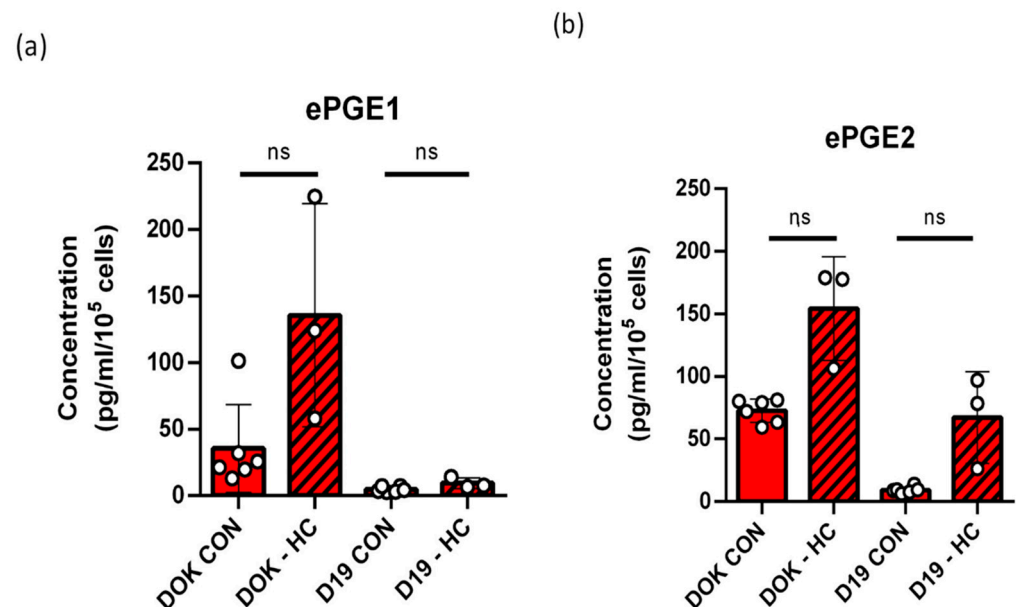 (a)
ePGE1
ns ns
250
200
150
100
50
0
Concentration
(pg/ml/10⁵ cells)
DOK CON
DOK - HC
D19 CON
D19 - HC
(b)
ePGE2
ns ns
250
200
150
100
50
0
Concentration
(pg/ml/10⁵ cells)
DOK CON
DOK - HC
D19 CON
D19 - HC